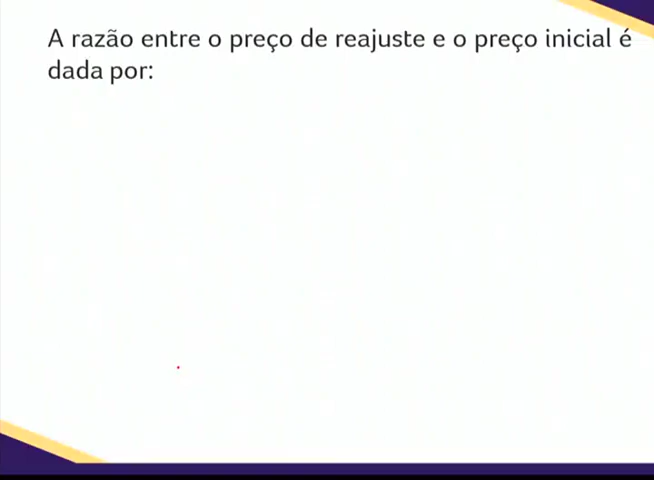 A razão entre o preço de reajuste e o preço inicial é
dada por: